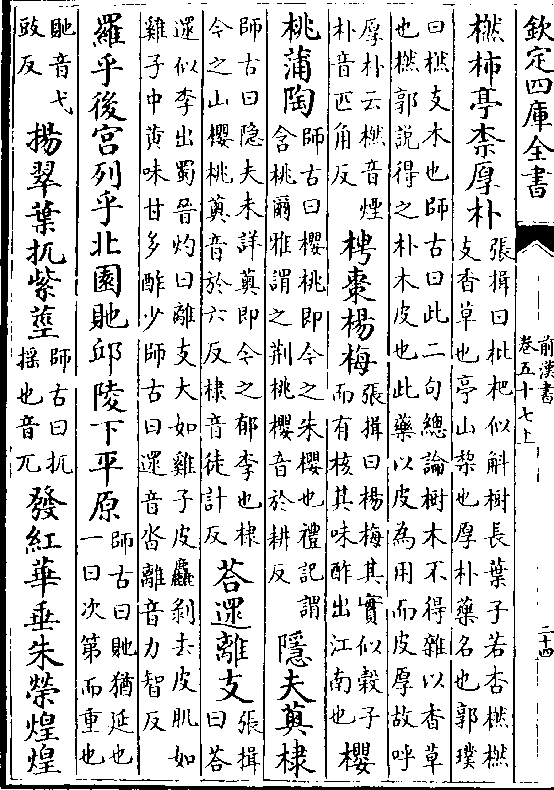 欽定四庫全書
前漢書
卷五十七上
二十四
橪柿亭柰厚朴張揖曰枇杷似斛樹長葉子若杏橪橪
支香草也亭山棃也厚朴藥名也郭璞
曰橪支木也師古曰此二句總論樹木不得雜以香草
也橪郭說得之朴木皮也此藥以皮為用而皮厚故呼
厚朴云橪音煙
朴音匹角反梬棗楊梅張揖曰楊梅其實似穀子
而有核其味酢出江南也櫻
桃蒲陶師古曰櫻桃即今之朱櫻也禮記謂
含桃爾雅謂之荆桃櫻音於耕反隱夫薁棣
師古曰隐夫未詳薁即今之郁李也棣
今之山櫻桃薁音於六反棣音徒計反荅遝離支張揖
曰荅
遝似李出蜀晉灼曰離支大如雞子皮麤剝去皮肌如
雞子中黄味甘多酢少師古曰遝音沓離音力智反
羅乎後宫列乎北園貤邱陵下平原師古曰貤猶延也
一曰次第而重也
貤音弋
豉反揚翠葉扤紫莖師古曰扤
揺也音兀發紅華垂朱榮煌煌